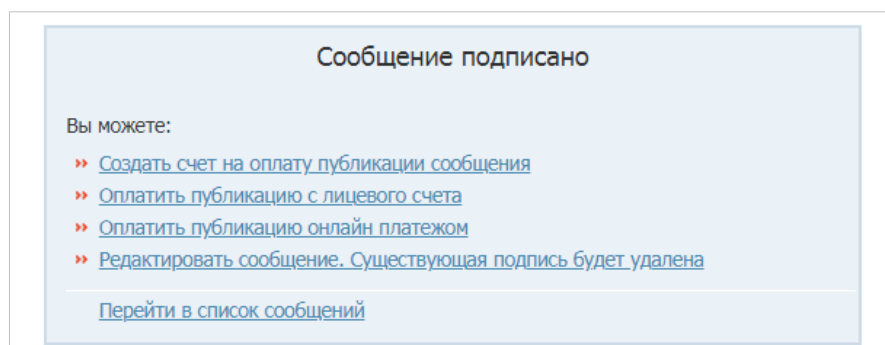 Сообщение подписано
Вы можете:
›› Создать счет на оплату публикации сообщения
›› Оплатить публикацию с лицевого счета
›› Оплатить публикацию онлайн платежом
›› Редактировать сообщение. Существующая подпись будет удалена
Перейти в список сообщений